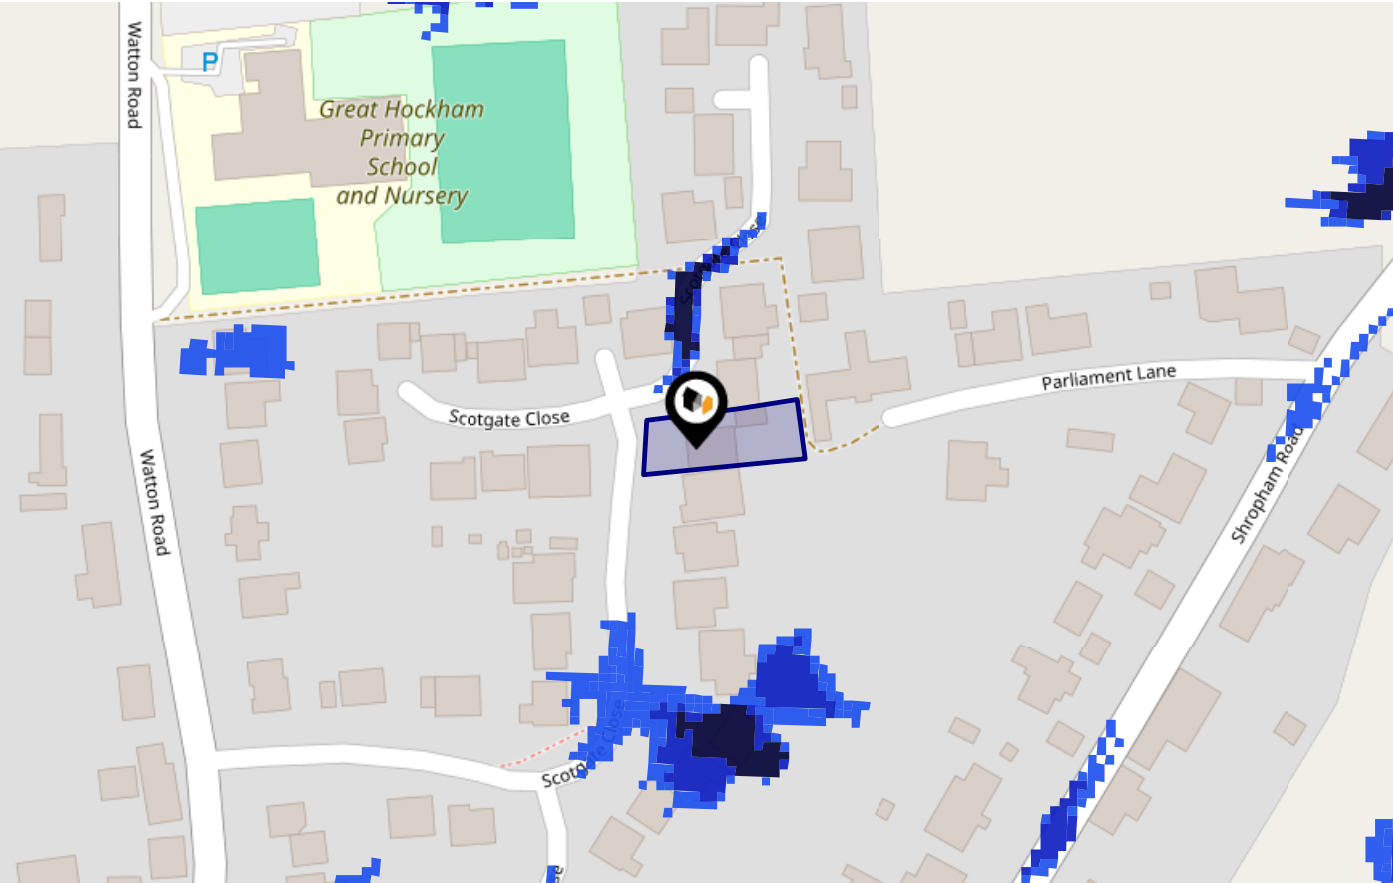 Watton Road
P
Great Hockham
Primary
School
and Nursery
Scotgate Close
Parliament Lane
Watton Road
Shropham Road
Scotgate Close